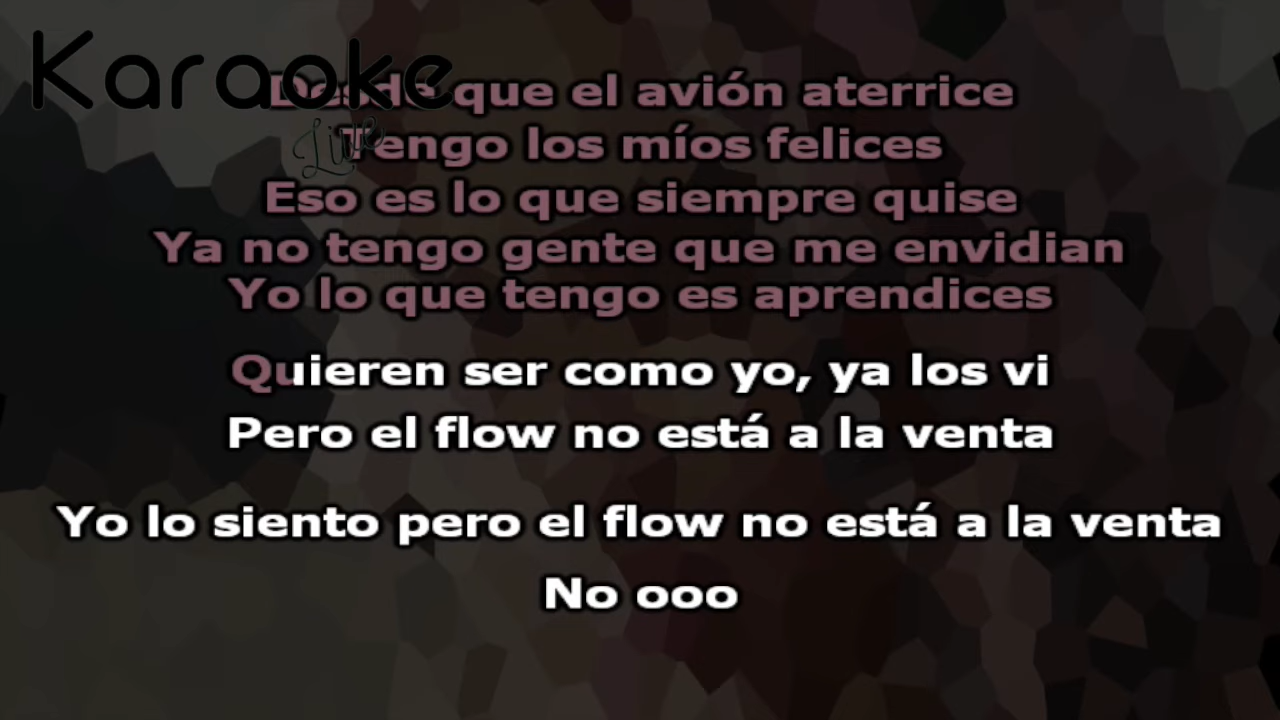 Karaoke
Live
Desde que el avión aterrice
Tengo los míos felices
Eso es lo que siempre quise
Ya no tengo gente que me envidian
Yo lo que tengo es aprendices
Quieren ser como yo, ya los vi
Pero el flow no está a la venta
Yo lo siento pero el flow no está a la venta
No ooo